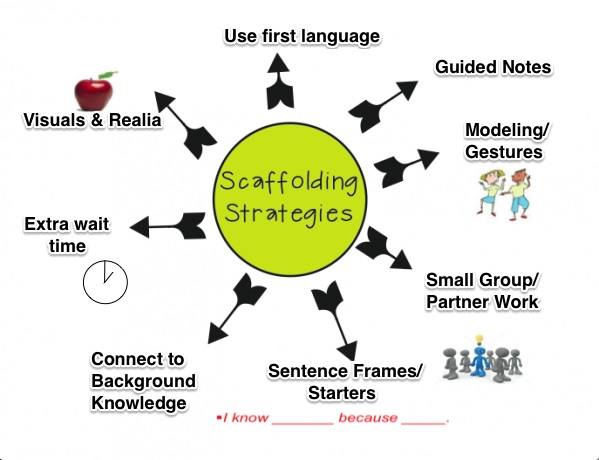 Use first language
Guided Notes
Visuals & Realia
Modeling/
Gestures
Scaffolding
Strategies
Extra wait
time
Small Group/
Partner Work
Connect to
Background
Knowledge
Sentence Frames/
Starters
▪I know _______ because _____.